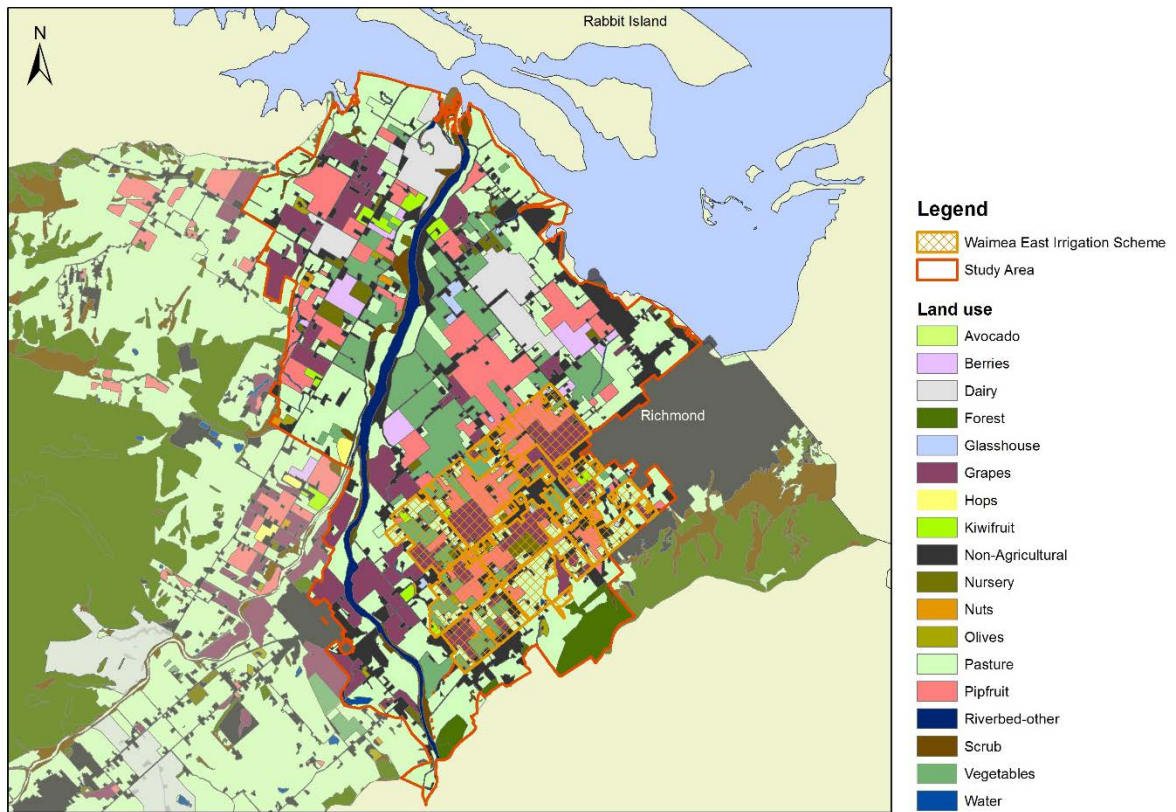 Rabbit Island
N
Richmond
Legend
Waimea East Irrigation Scheme
Study Area
Land use
Avocado
Berries
Dairy
Forest
Glasshouse
Grapes
Hops
Kiwifruit
Non-Agricultural
Nursery
Nuts
Olives
Pasture
Pipfruit
Riverbed-other
Scrub
Vegetables
Water